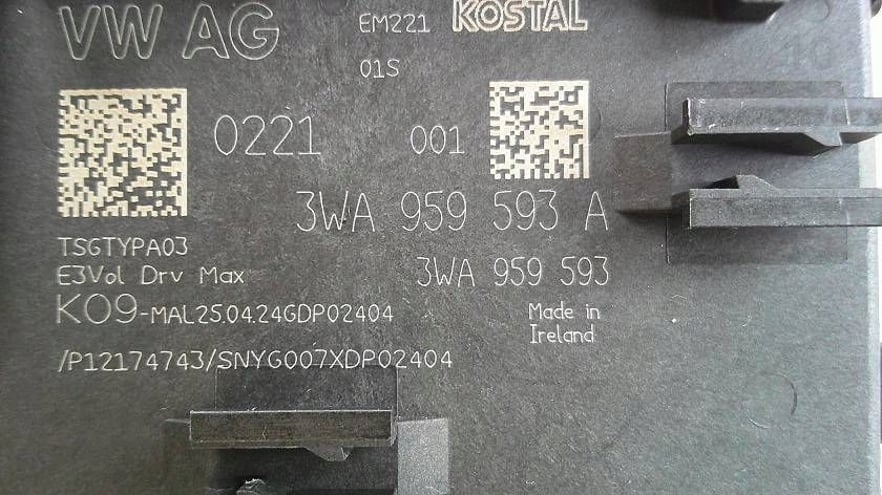 VW AG EM221 KOSTAL
01S
0221 001
3WA 959 593 A
TSGTYPA03
E3Vol Drv Max 3WA 959 593
K09-MAL25.04.24GDP02404 Made in
Ireland
/P12174743/SNYG007XDP02404